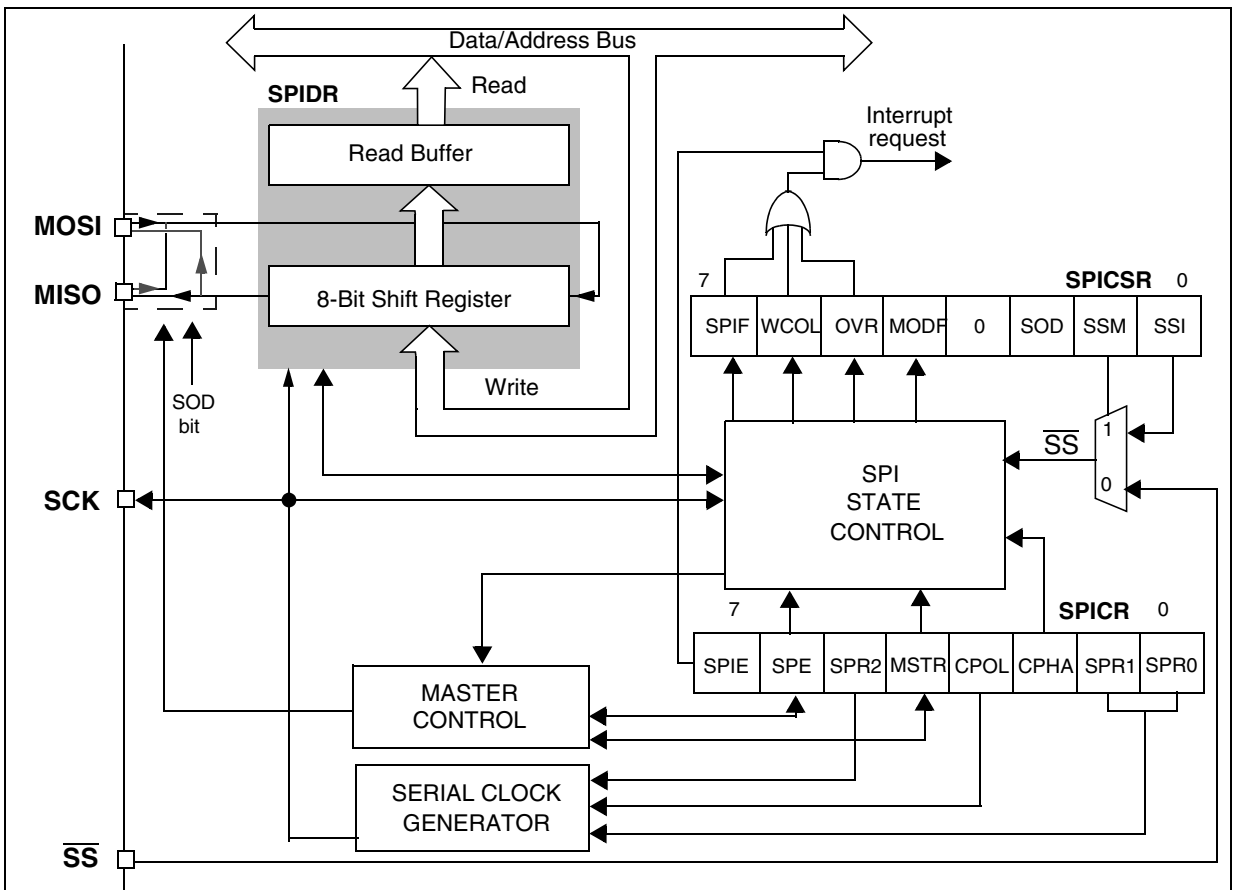 Data/Address Bus
Read
SPIDR
Interrupt
request
Read Buffer
MOSI
MISO
8-Bit Shift Register
7
SPICSR 0
SPIF WCOL OVR MODF 0 SOD SSM SSI
Write
SOD
bit
1
SS
0
SCK
SPI
STATE
CONTROL
7
SPICR 0
SPIE SPE SPR2 MSTR CPOL CPHA SPR1 SPR0
MASTER
CONTROL
SERIAL CLOCK
GENERATOR
SS